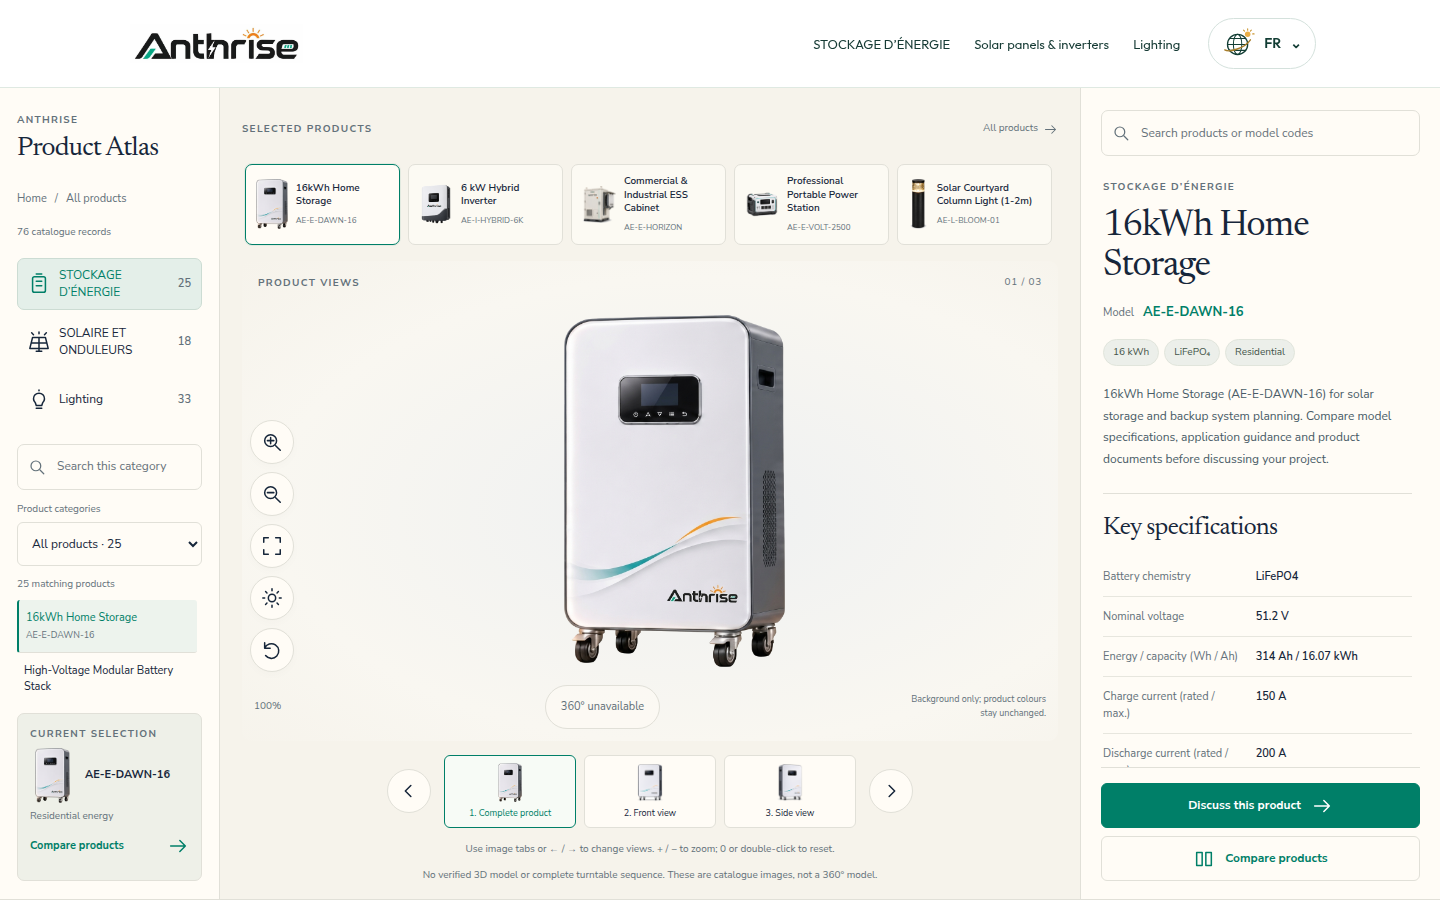 Anthrise
STOCKAGE D'ÉNERGIE
Solar panels & inverters
Lighting
FR
ANTHRISE
Product Atlas
Home / All products
76 catalogue records
STOCKAGE
D'ÉNERGIE
25
SOLAIRE ET
ONDULEURS
18
Lighting
33
Search this category
Product categories
All products · 25
25 matching products
16kWh Home Storage
AE-E-DAWN-16
High-Voltage Modular Battery
Stack
CURRENT SELECTION
AE-E-DAWN-16
Residential energy
Compare products
SELECTED PRODUCTS
All products
16kWh Home
Storage
AE-E-DAWN-16
6 kW Hybrid
Inverter
AE-I-HYBRID-6K
Commercial &
Industrial ESS
Cabinet
AE-E-HORIZON
Professional
Portable Power
Station
AE-E-VOLT-2500
Solar Courtyard
Column Light (1-2m)
AE-L-BLOOM-01
PRODUCT VIEWS
01 / 03
Anthrise
100%
360° unavailable
Background only; product colours
stay unchanged.
1. Complete product
2. Front view
3. Side view
Use image tabs or ← / → to change views. + / − to zoom; 0 or double-click to reset.
No verified 3D model or complete turntable sequence. These are catalogue images, not a 360° model.
Search products or model codes
STOCKAGE D'ÉNERGIE
16kWh Home
Storage
Model AE-E-DAWN-16
16 kWh
LiFePO₄
Residential
16kWh Home Storage (AE-E-DAWN-16) for solar
storage and backup system planning. Compare model
specifications, application guidance and product
documents before discussing your project.
Key specifications
Battery chemistry LiFePO4
Nominal voltage 51.2 V
Energy / capacity (Wh / Ah) 314 Ah / 16.07 kWh
Charge current (rated / 150 A
max.)
Discharge current (rated / 200 A
Discuss this product
Compare products